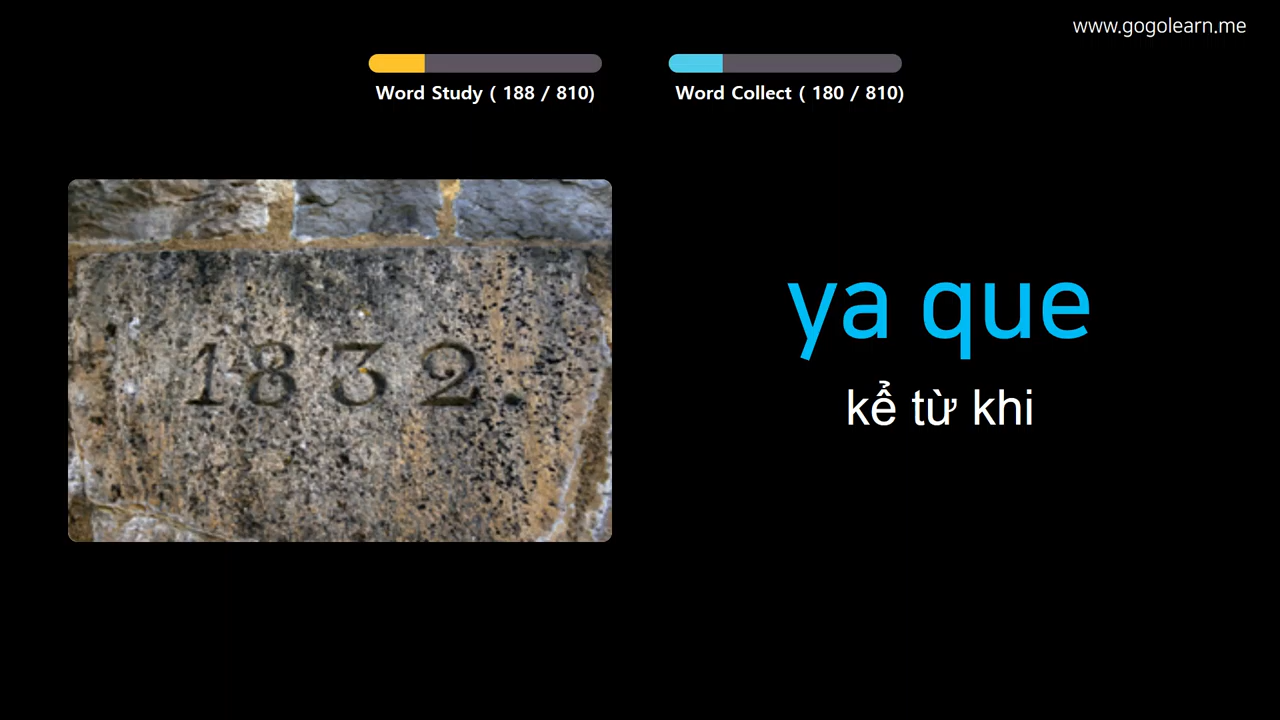 www.gogolearn.me
Word Study ( 188 / 810)
Word Collect ( 180 / 810)
1832.
ya que
kể từ khi